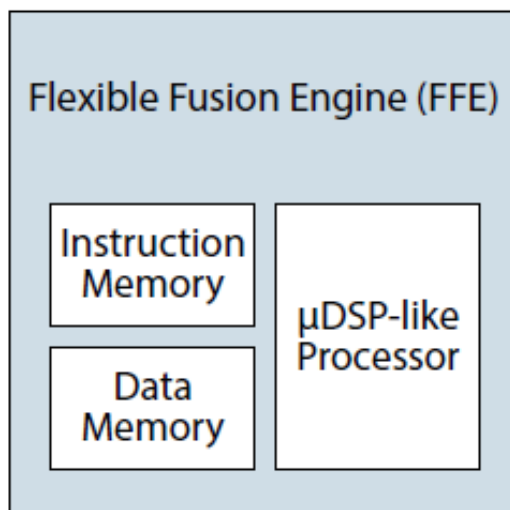 Flexible Fusion Engine (FFE)
Instruction
Memory
μDSP-like
Processor
Data
Memory